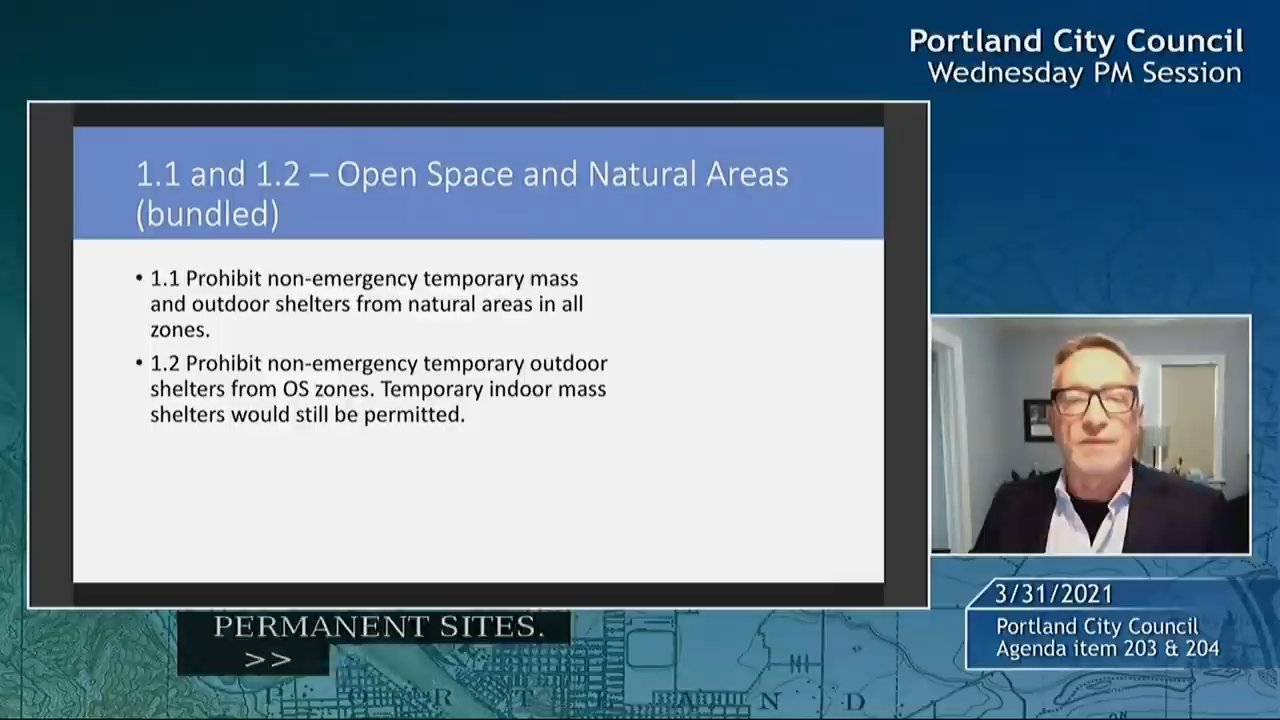 Portland City Council
Wednesday PM Session
1.1 and 1.2 – Open Space and Natural Areas
(bundled)
• 1.1 Prohibit non-emergency temporary mass
and outdoor shelters from natural areas in all
zones.
• 1.2 Prohibit non-emergency temporary outdoor
shelters from OS zones. Temporary indoor mass
shelters would still be permitted.
3/31/2021
Portland City Council
Agenda item 203 & 204
PERMANENT SITES.
>>
P O R T L A N D